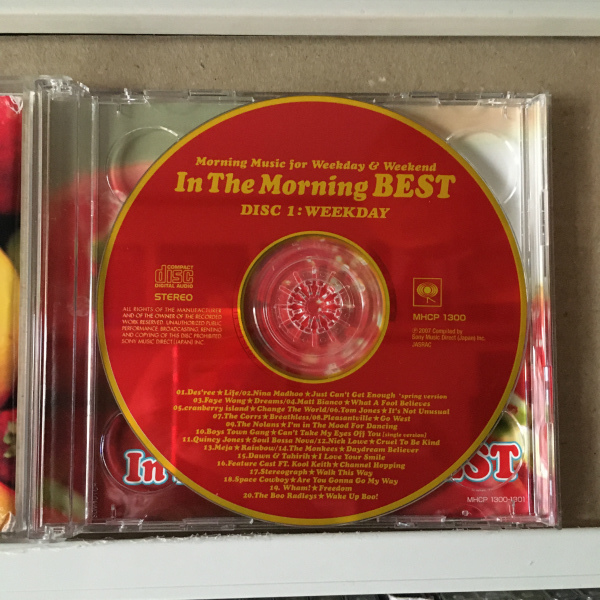 Morning Music for Weekday & Weekend
In The Morning BEST
DISC 1: WEEKDAY
COMPACT
disc
DIGITAL AUDIO
STEREO
ALL RIGHTS OF THE MANUFACTURER
AND OF THE OWNER OF THE RECORDED
WORK RESERVED. UNAUTHORIZED PUBLIC
PERFORMANCE, BROADCASTING, RENTING
AND COPYING OF THIS DISC PROHIBITED.
SONY MUSIC DIRECT (JAPAN) INC.
MHCP 1300
℗ 2007 Compiled by
Sony Music Direct (Japan) Inc.
JASRAC
01.Des'ree★Life/02.Nina Madhoo★Just Can't Get Enough *spring version
03.Faye Wong★Dreams/04.Matt Bianco★What A Fool Believes
05.cranberry island★Change The World/06.Tom Jones★It's Not Unusual
07.The Corrs★Breathless/08.Pleasantville★Go West
09.The Nolans★I'm In The Mood For Dancing
10.Boys Town Gang★Can't Take My Eyes Off You (single version)
11.Quincy Jones★Soul Bossa Nova/12.Nick Lowe★Cruel To Be Kind
13.Meja★Rainbow/14.The Monkees★Daydream Believer
15.Dawn & Tahirih★I Love Your Smile
16.Feature Cast FT. Kool Keith★Channel Hopping
17.Stereograph★Walk This Way
18.Space Cowboy★Are You Gonna Go My Way
19. Wham!★Freedom
20.The Boo Radleys★Wake Up Boo!
In
BEST
MHCP 1300-1301